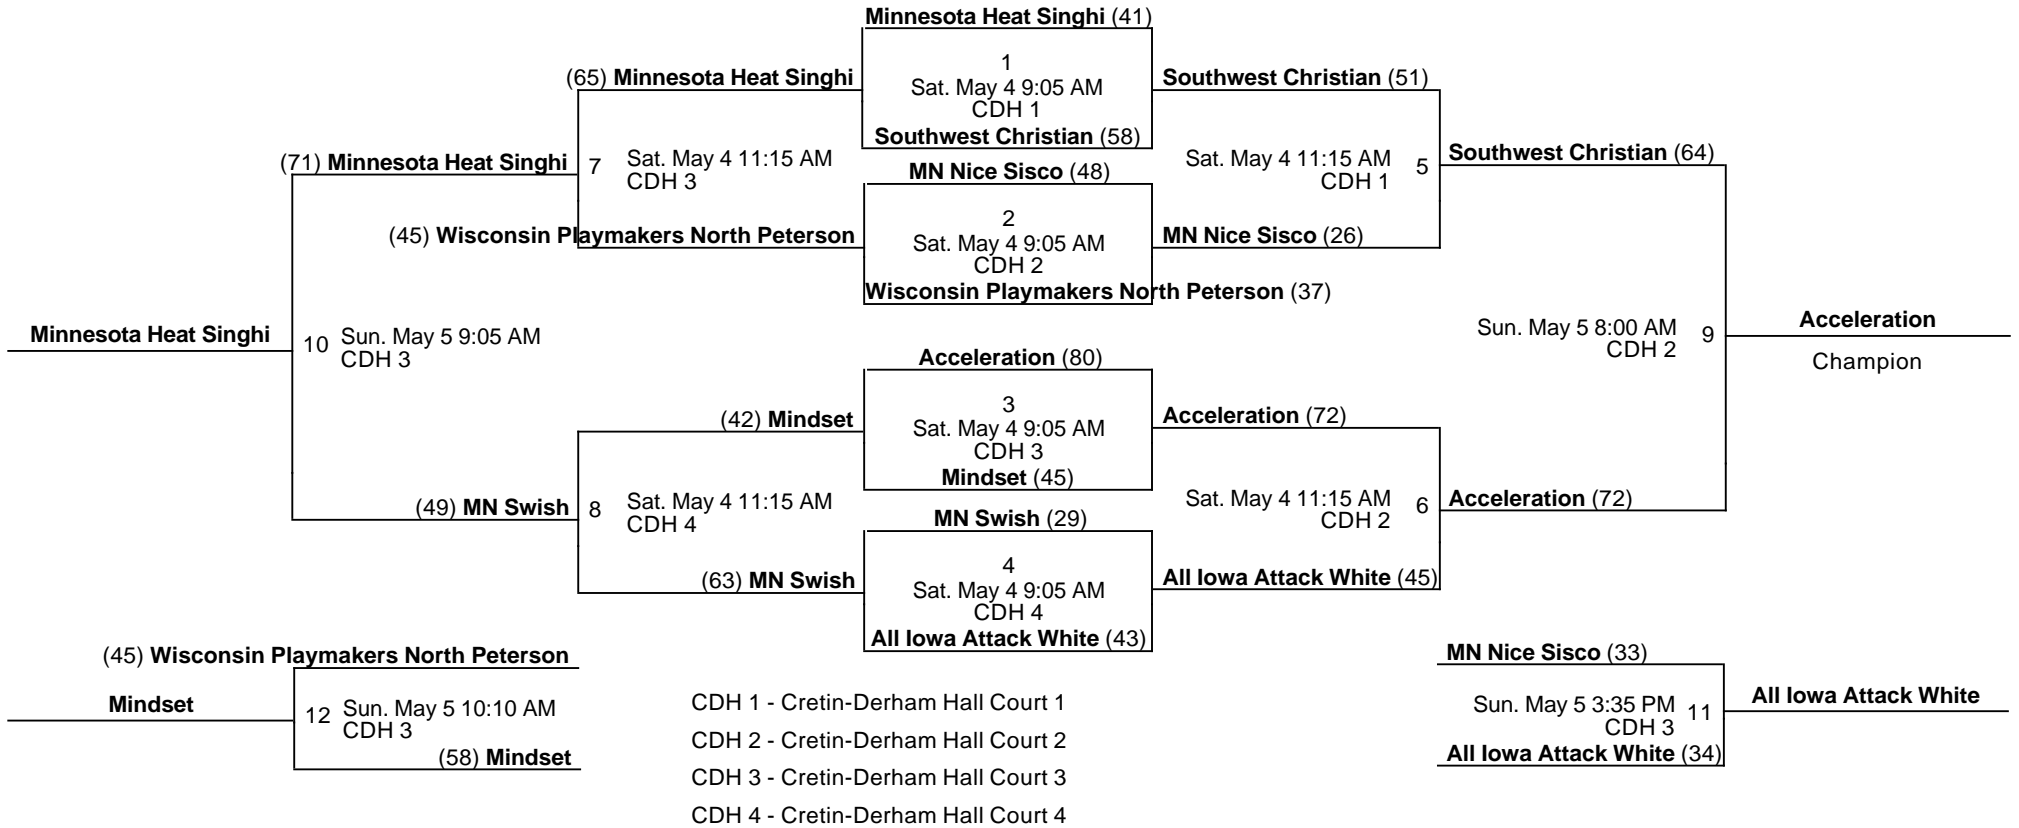 Minnesota Heat Singhi (41)
1
Sat. May 4 9:05 AM
CDH 1
Southwest Christian (58)
(65) Minnesota Heat Singhi
Southwest Christian (51)
(71) Minnesota Heat Singhi
7 Sat. May 4 11:15 AM
CDH 3
MN Nice Sisco (48)
2
Sat. May 4 9:05 AM
CDH 2
Wisconsin Playmakers North Peterson (37)
Sat. May 4 11:15 AM 5
CDH 1
Southwest Christian (64)
(45) Wisconsin Playmakers North Peterson
MN Nice Sisco (26)
Minnesota Heat Singhi
10 Sun. May 5 9:05 AM
CDH 3
Sun. May 5 8:00 AM 9
CDH 2
Acceleration
Champion
Acceleration (80)
3
Sat. May 4 9:05 AM
CDH 3
Mindset (45)
(42) Mindset
Acceleration (72)
(49) MN Swish
8 Sat. May 4 11:15 AM
CDH 4
MN Swish (29)
4
Sat. May 4 9:05 AM
CDH 4
All Iowa Attack White (43)
Sat. May 4 11:15 AM 6
CDH 2
Acceleration (72)
(63) MN Swish
All Iowa Attack White (45)
(45) Wisconsin Playmakers North Peterson
Mindset
12 Sun. May 5 10:10 AM
CDH 3
(58) Mindset
CDH 1 - Cretin-Derham Hall Court 1
CDH 2 - Cretin-Derham Hall Court 2
CDH 3 - Cretin-Derham Hall Court 3
CDH 4 - Cretin-Derham Hall Court 4
MN Nice Sisco (33)
Sun. May 5 3:35 PM 11
CDH 3
All Iowa Attack White (34)
All Iowa Attack White